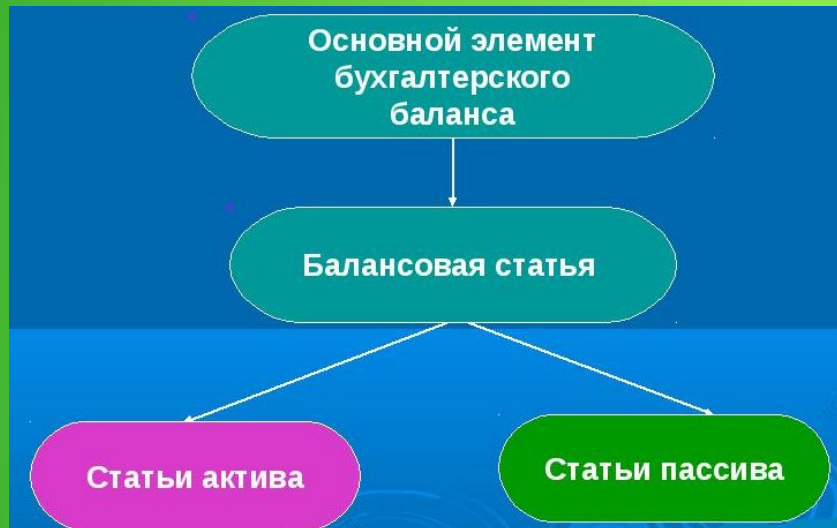 Основной элемент
бухгалтерского
баланса
Балансовая статья
Статьи актива
Статьи пассива